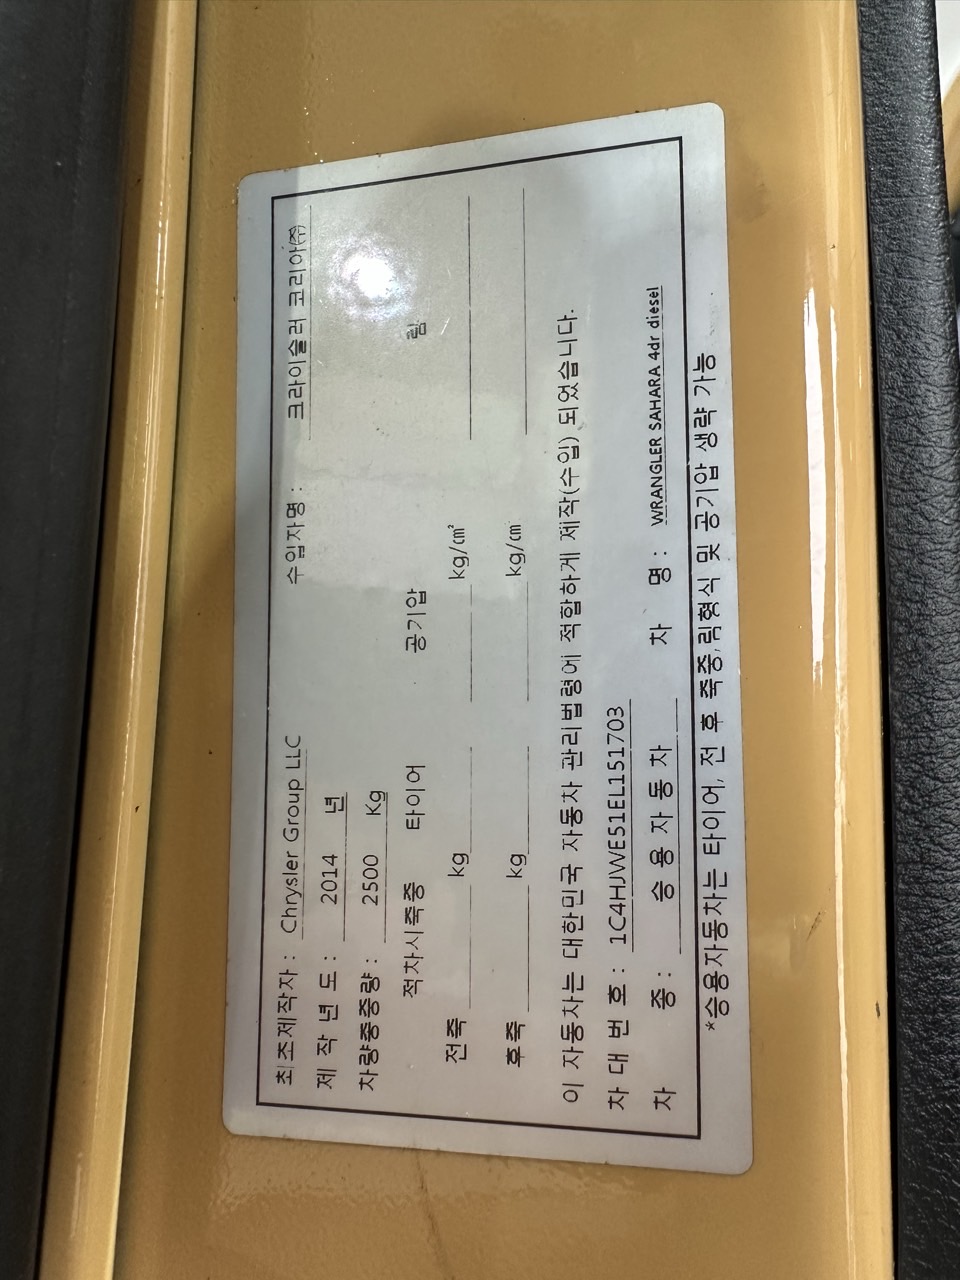 최초제작자 : Chrysler Group LLC 수입자명 : 크라이슬러 코리아㈜
제 작 년 도 : 2014 년
차량총중량 : 2500 Kg
적차시축중 타이어 공기압 림
전축 kg kg/㎠
후축 kg kg/㎝
이 자동차는 대한민국 자동차 관리법령에 적합하게 제작(수입) 되었습니다.
차 대 번 호 : 1C4HJWE51EL151703
차 종 : 승 용 자 동 차 차 명 : WRANGLER SAHARA 4dr diesel
*승용자동차는 타이어, 전 후 축중,림형식 및 공기압 생략 가능